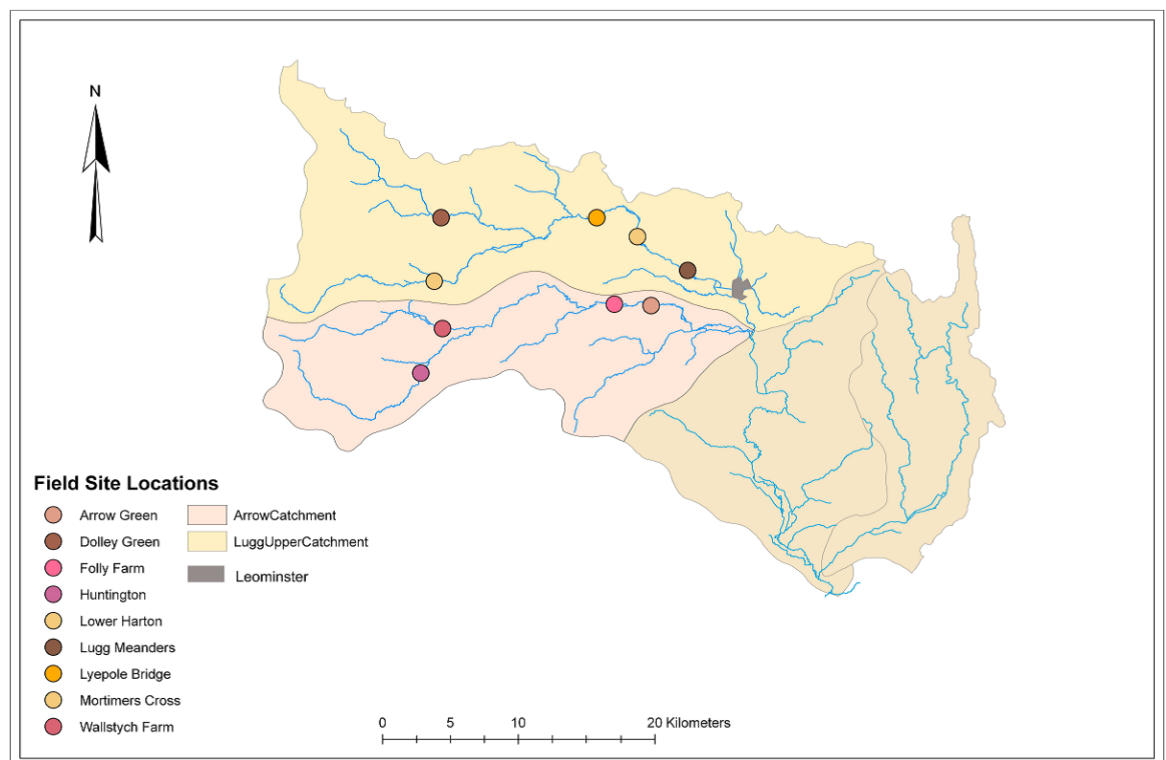 N
Field Site Locations
Arrow Green
Dolley Green
Folly Farm
Huntington
Lower Harton
Lugg Meanders
Lyepole Bridge
Mortimers Cross
Wallstych Farm
ArrowCatchment
LuggUpperCatchment
Leominster
0 5 10 20 Kilometers